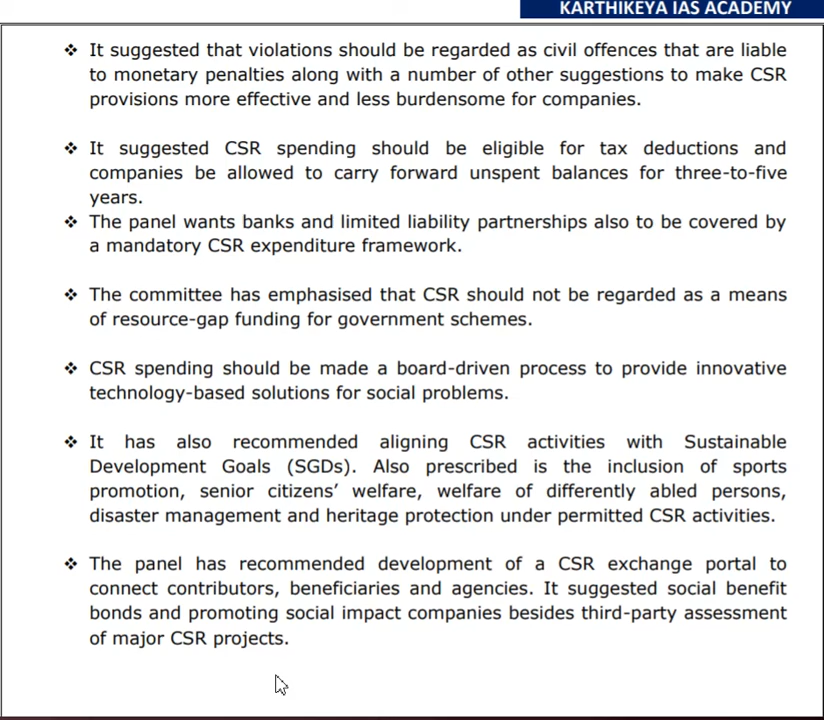 KARTHIKEYA IAS ACADEMY
❖ It suggested that violations should be regarded as civil offences that are liable
to monetary penalties along with a number of other suggestions to make CSR
provisions more effective and less burdensome for companies.
❖ It suggested CSR spending should be eligible for tax deductions and
companies be allowed to carry forward unspent balances for three-to-five
years.
❖ The panel wants banks and limited liability partnerships also to be covered by
a mandatory CSR expenditure framework.
❖ The committee has emphasised that CSR should not be regarded as a means
of resource-gap funding for government schemes.
❖ CSR spending should be made a board-driven process to provide innovative
technology-based solutions for social problems.
❖ It has also recommended aligning CSR activities with Sustainable
Development Goals (SGDs). Also prescribed is the inclusion of sports
promotion, senior citizens’ welfare, welfare of differently abled persons,
disaster management and heritage protection under permitted CSR activities.
❖ The panel has recommended development of a CSR exchange portal to
connect contributors, beneficiaries and agencies. It suggested social benefit
bonds and promoting social impact companies besides third-party assessment
of major CSR projects.